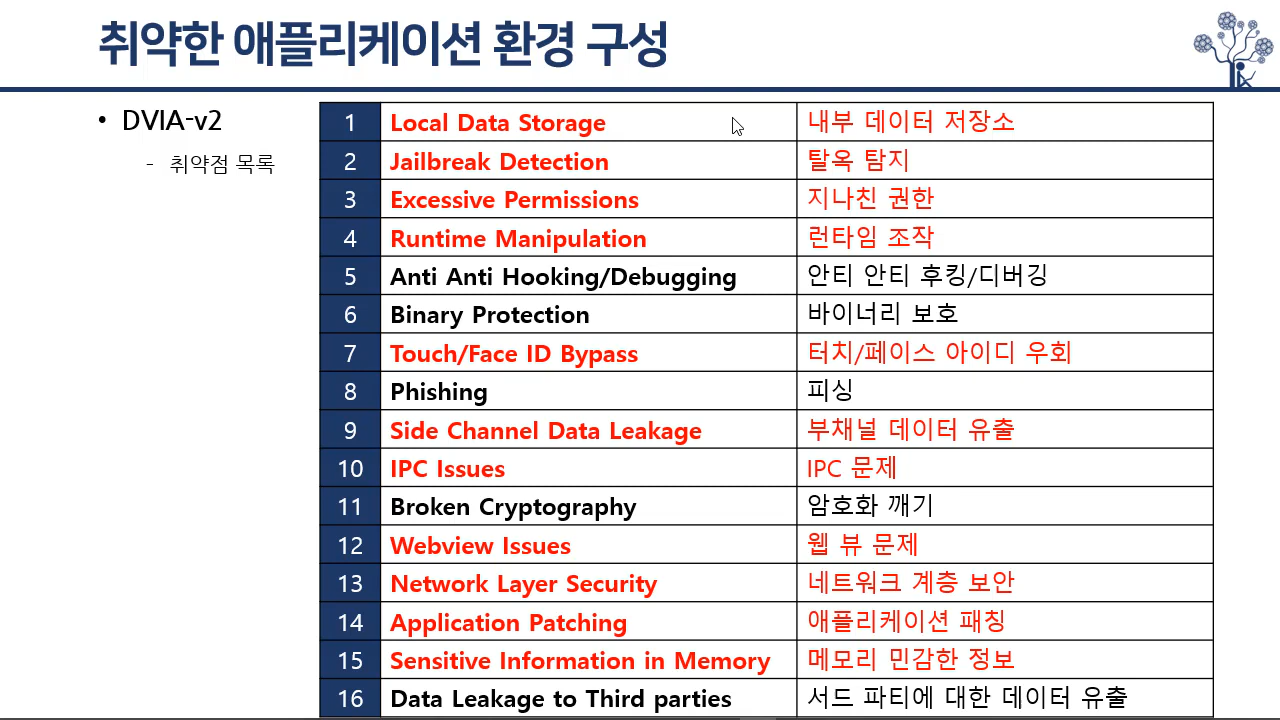 취약한 애플리케이션 환경 구성
• DVIA-v2
- 취약점 목록
1 Local Data Storage 내부 데이터 저장소
2 Jailbreak Detection 탈옥 탐지
3 Excessive Permissions 지나친 권한
4 Runtime Manipulation 런타임 조작
5 Anti Anti Hooking/Debugging 안티 안티 후킹/디버깅
6 Binary Protection 바이너리 보호
7 Touch/Face ID Bypass 터치/페이스 아이디 우회
8 Phishing 피싱
9 Side Channel Data Leakage 부채널 데이터 유출
10 IPC Issues IPC 문제
11 Broken Cryptography 암호화 깨기
12 Webview Issues 웹 뷰 문제
13 Network Layer Security 네트워크 계층 보안
14 Application Patching 애플리케이션 패칭
15 Sensitive Information in Memory 메모리 민감한 정보
16 Data Leakage to Third parties 서드 파티에 대한 데이터 유출